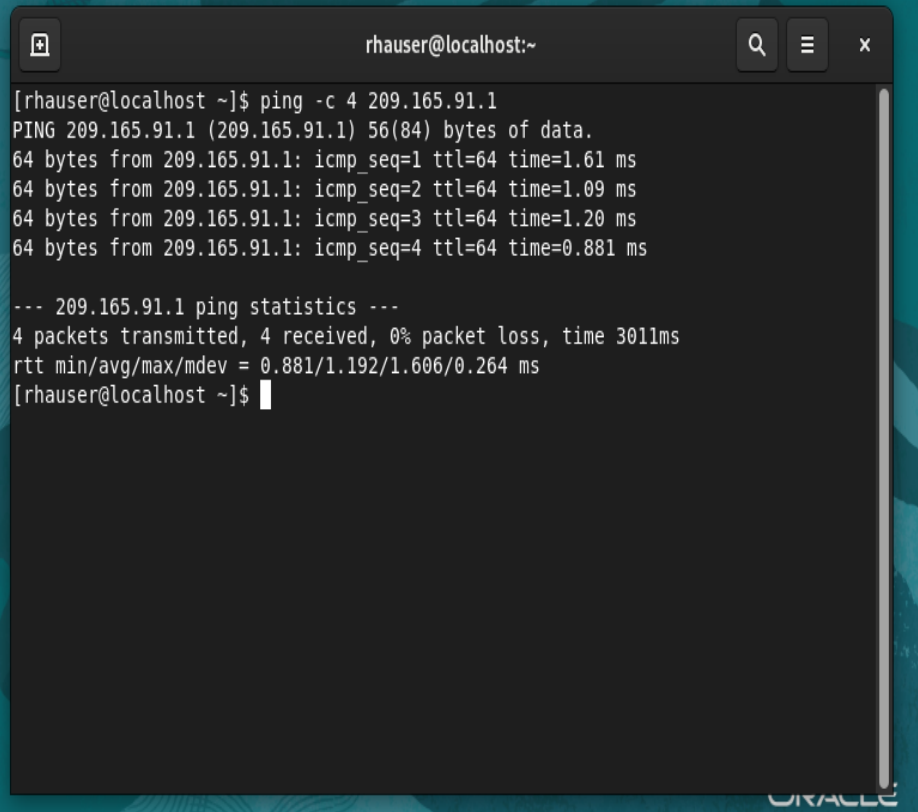 rhauser@localhost:~
[rhauser@localhost ~]$ ping -c 4 209.165.91.1
PING 209.165.91.1 (209.165.91.1) 56(84) bytes of data.
64 bytes from 209.165.91.1: icmp_seq=1 ttl=64 time=1.61 ms
64 bytes from 209.165.91.1: icmp_seq=2 ttl=64 time=1.09 ms
64 bytes from 209.165.91.1: icmp_seq=3 ttl=64 time=1.20 ms
64 bytes from 209.165.91.1: icmp_seq=4 ttl=64 time=0.881 ms
--- 209.165.91.1 ping statistics ---
4 packets transmitted, 4 received, 0% packet loss, time 3011ms
rtt min/avg/max/mdev = 0.881/1.192/1.606/0.264 ms
[rhauser@localhost ~]$
ORACLE